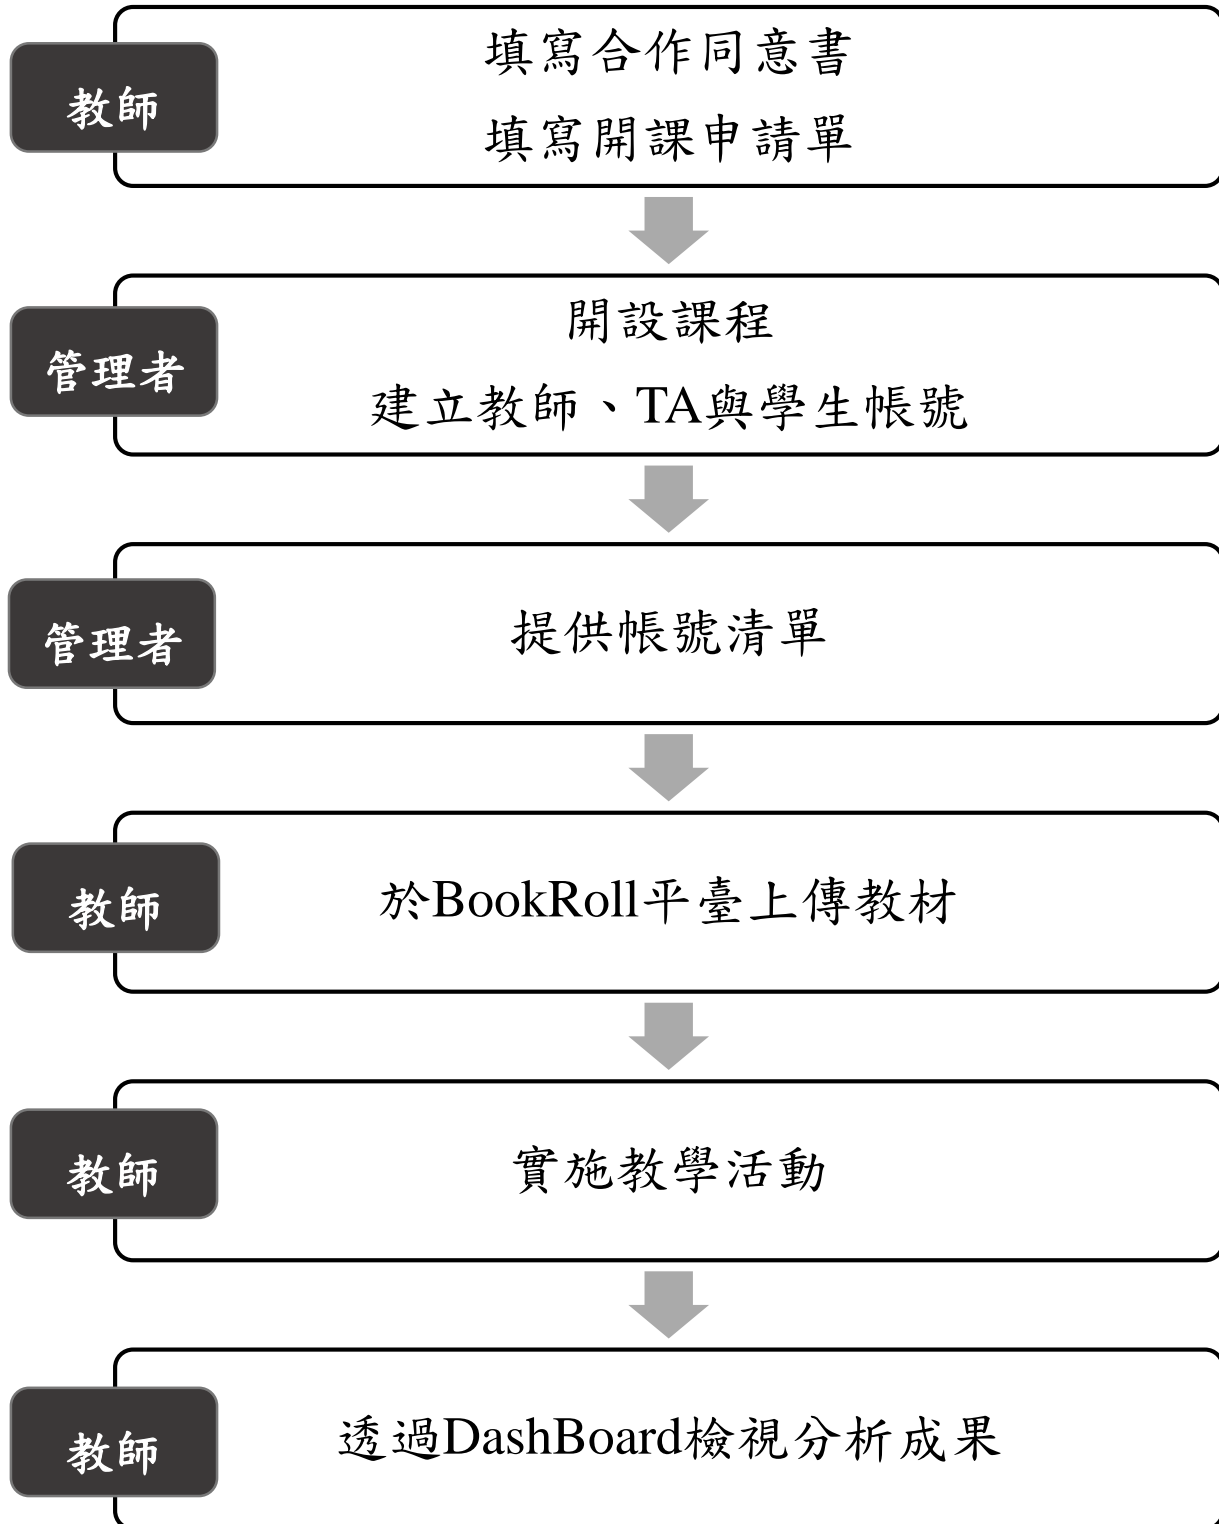 教師
填寫合作同意書
填寫開課申請單
管理者
開設課程
建立教師、TA與學生帳號
管理者
提供帳號清單
教師
於BookRoll平臺上傳教材
教師
實施教學活動
教師
透過DashBoard檢視分析成果